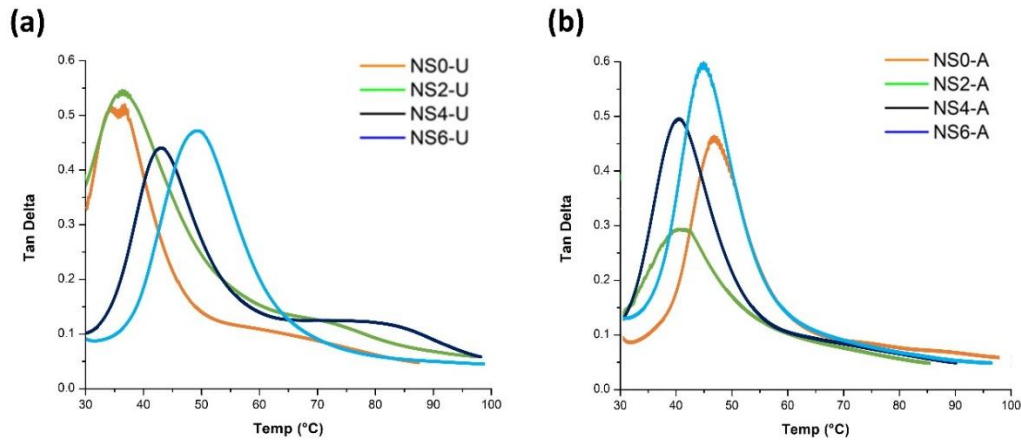 (a)
NS0-U
NS2-U
NS4-U
NS6-U
0.6
0.5
0.4
0.3
0.2
0.1
0.0
Tan Delta
30 40 50 60 70 80 90 100
Temp (°C)
(b)
NS0-A
NS2-A
NS4-A
NS6-A
0.6
0.5
0.4
0.3
0.2
0.1
0.0
Tan Delta
30 40 50 60 70 80 90 100
Temp (°C)